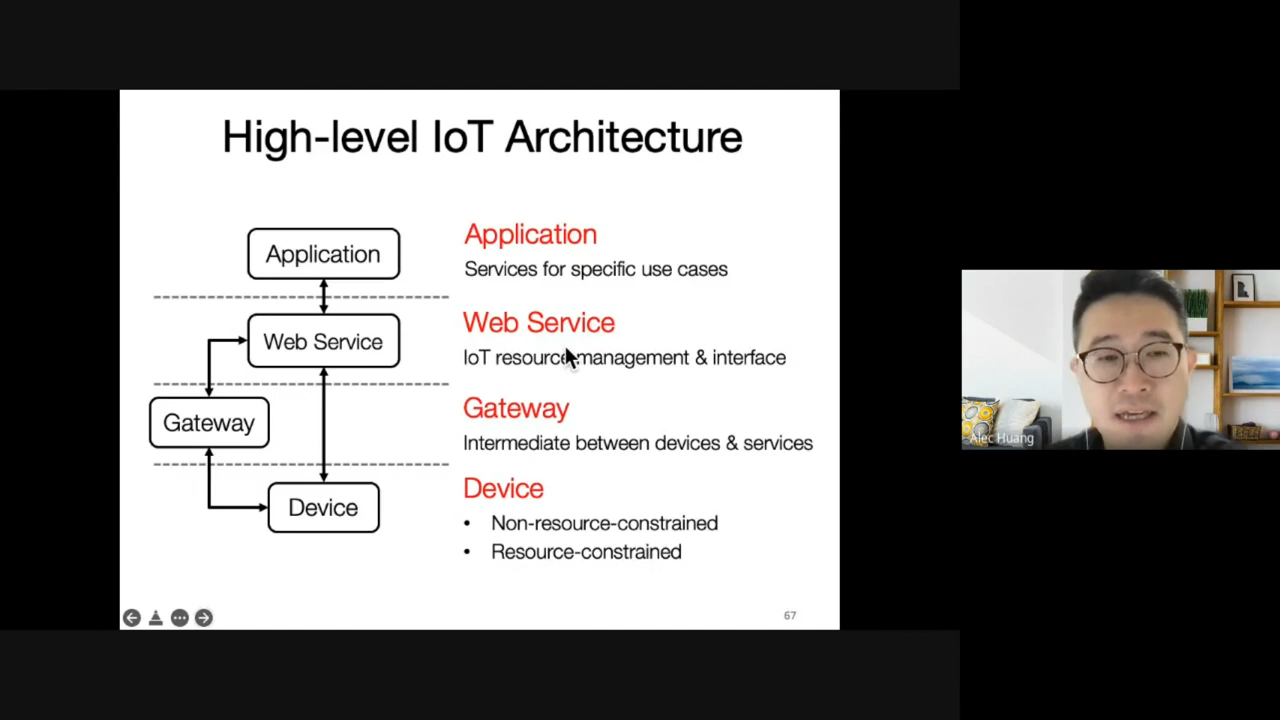 High-level IoT Architecture
Application
Web Service
Gateway
Device
Application
Services for specific use cases
Web Service
IoT resource management & interface
Gateway
Intermediate between devices & services
Device
• Non-resource-constrained
• Resource-constrained
67
Alec Huang